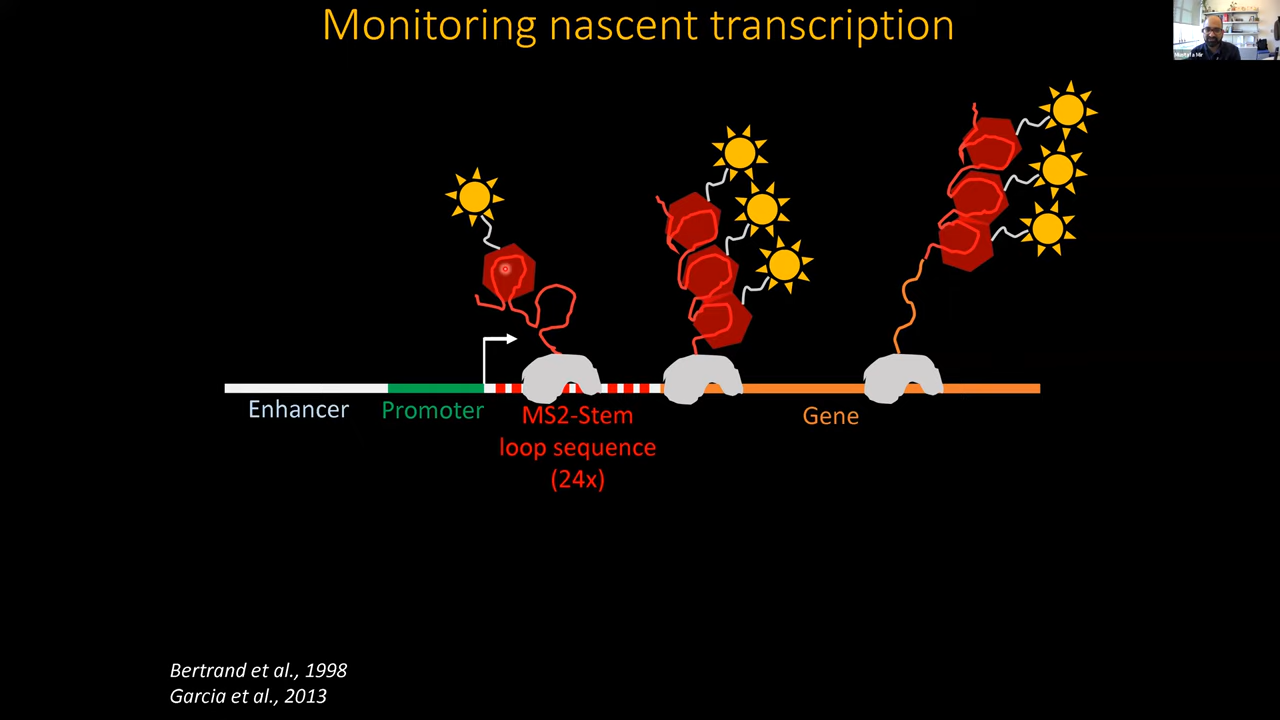 Monitoring nascent transcription
Enhancer
Promoter
MS2-Stem
loop sequence
(24x)
Gene
Bertrand et al., 1998
Garcia et al., 2013